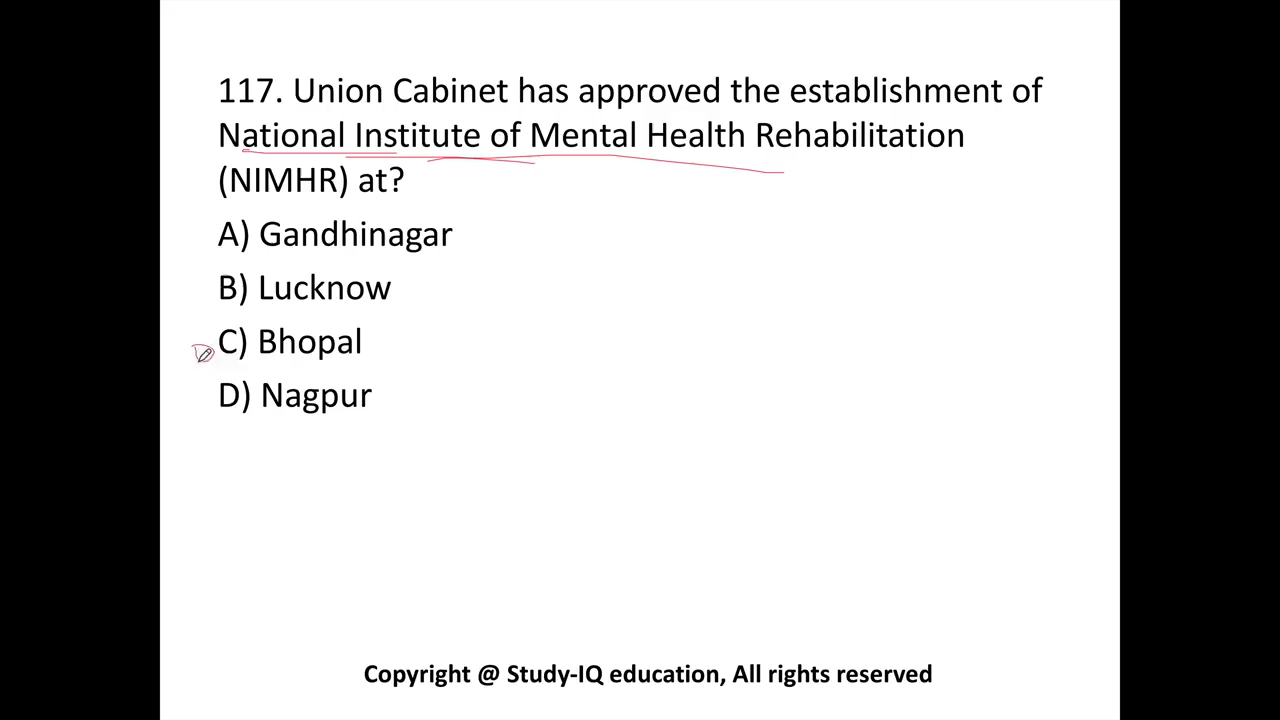 117. Union Cabinet has approved the establishment of
National Institute of Mental Health Rehabilitation
(NIMHR) at?
A) Gandhinagar
B) Lucknow
C) Bhopal
D) Nagpur
Copyright @ Study-IQ education, All rights reserved